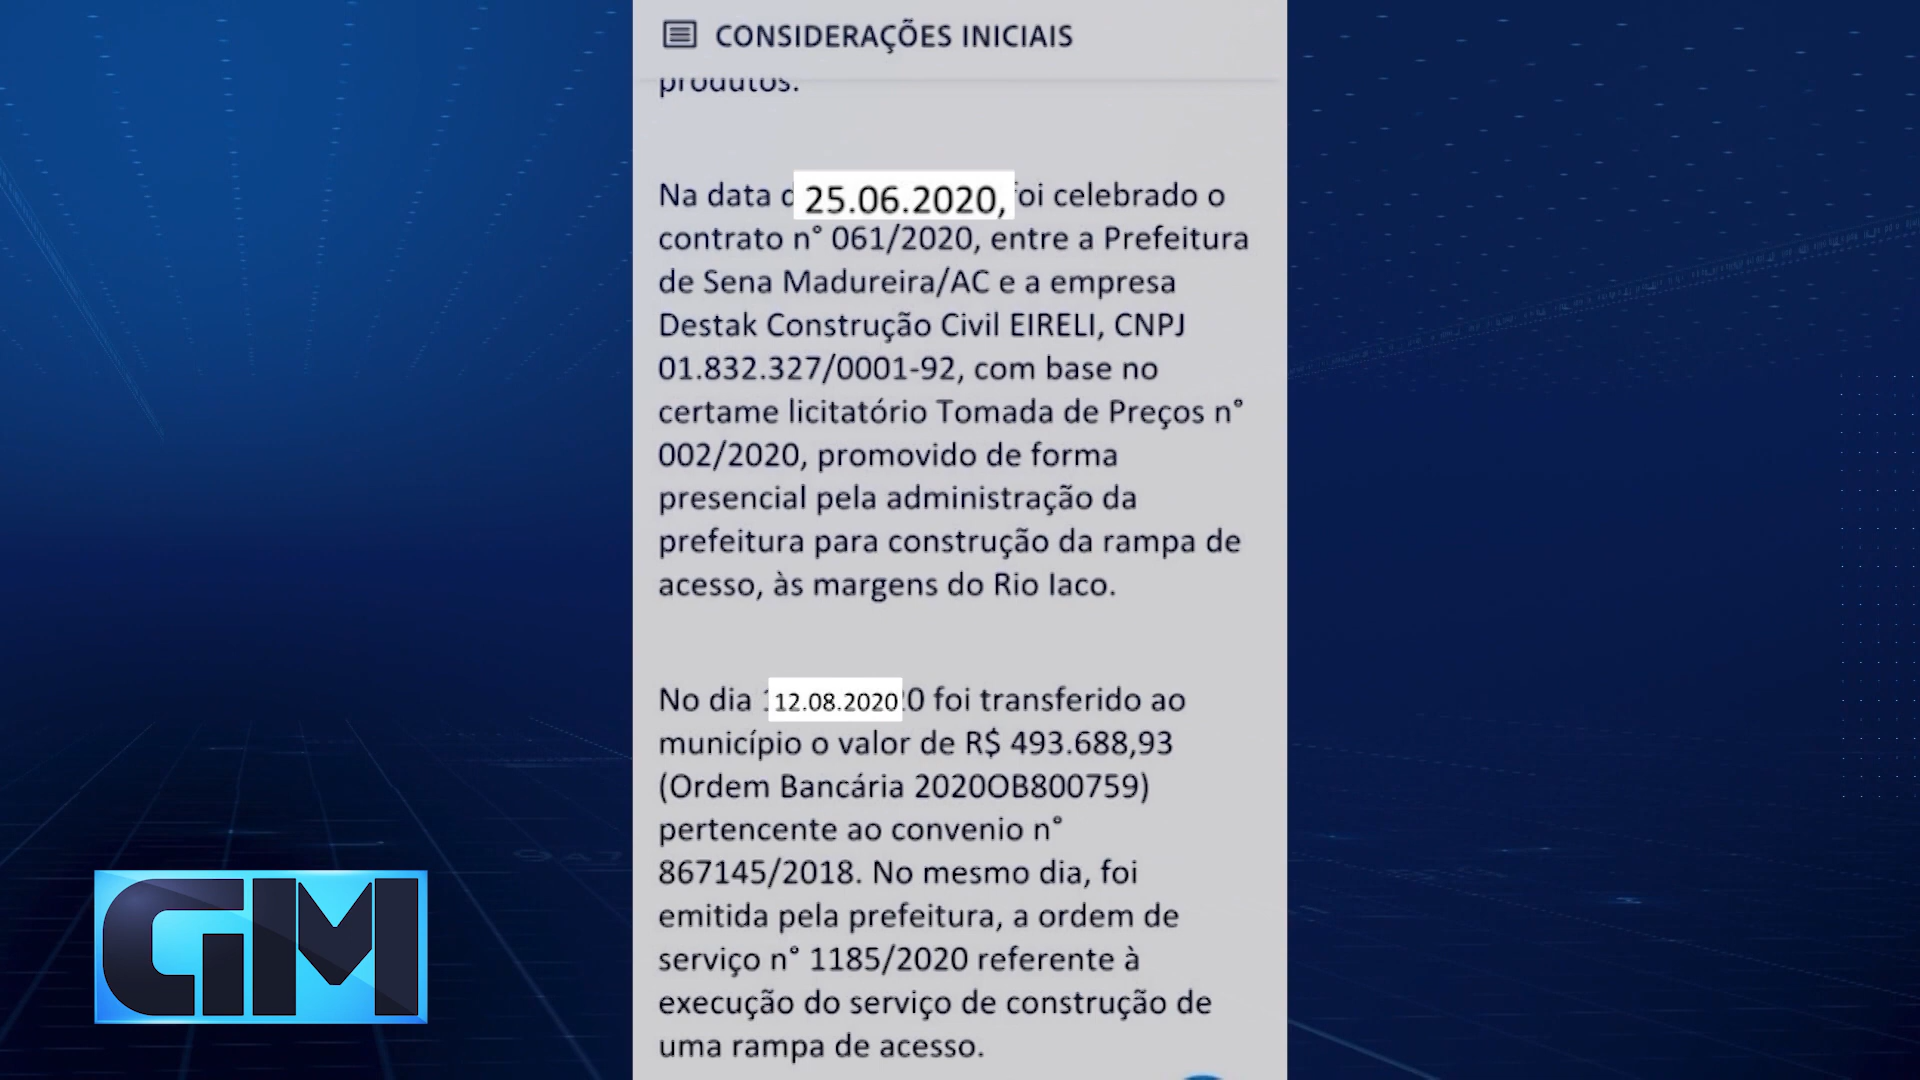 CONSIDERAÇÕES INICIAIS
produtos.
Na data d 25.06.2020, foi celebrado o
contrato n° 061/2020, entre a Prefeitura
de Sena Madureira/AC e a empresa
Destak Construção Civil EIRELI, CNPJ
01.832.327/0001-92, com base no
certame licitatório Tomada de Preços n°
002/2020, promovido de forma
presencial pela administração da
prefeitura para construção da rampa de
acesso, às margens do Rio Iaco.
No dia 12.08.2020 foi transferido ao
município o valor de R$ 493.688,93
(Ordem Bancária 2020OB800759)
pertencente ao convenio n°
867145/2018. No mesmo dia, foi
emitida pela prefeitura, a ordem de
serviço n° 1185/2020 referente à
execução do serviço de construção de
uma rampa de acesso.
GM